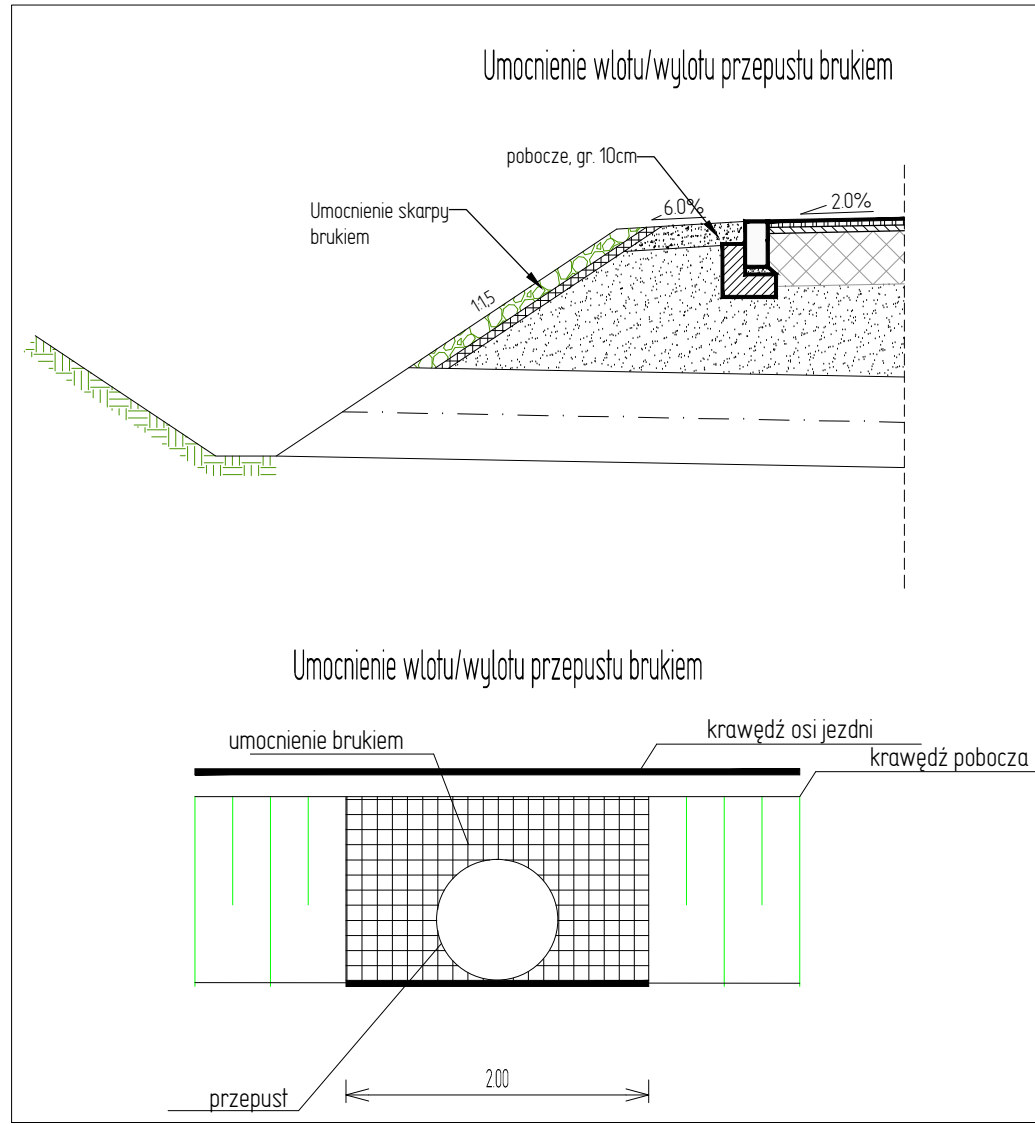 Umocnienie wlotu/wylotu przepustu brukiem
pobocze, gr. 10cm
Umocnienie skarpy
brukiem
6.0%
2.0%
1:1,5
Umocnienie wlotu/wylotu przepustu brukiem
umocnienie brukiem
krawędź osi jezdni
krawędź pobocza
przepust
2.00